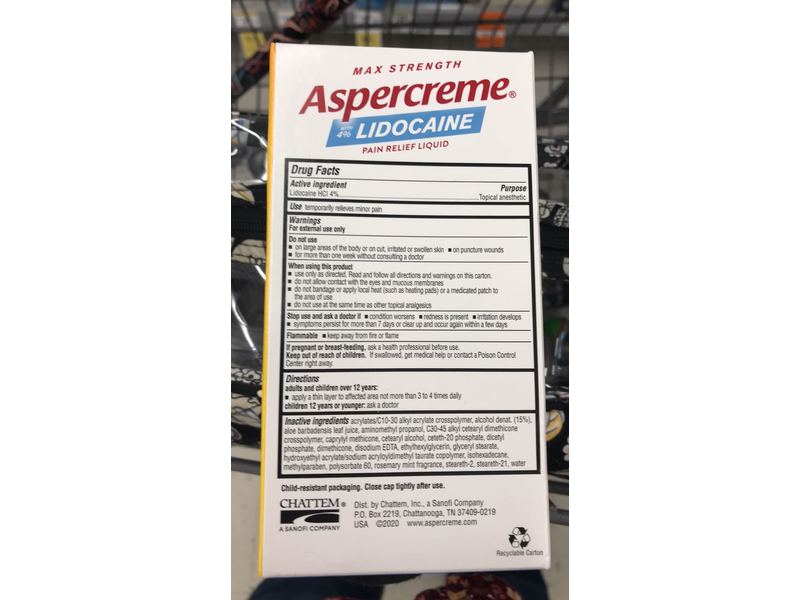 MAX STRENGTH
Aspercreme®
WITH 4% LIDOCAINE
PAIN RELIEF LIQUID
Drug Facts
Active ingredient Purpose
Lidocaine HCl 4%......Topical anesthetic
Use temporarily relieves minor pain
Warnings
For external use only
Do not use
▪ on large areas of the body or on cut, irritated or swollen skin ▪ on puncture wounds
▪ for more than one week without consulting a doctor
When using this product
▪ use only as directed. Read and follow all directions and warnings on this carton.
▪ do not allow contact with the eyes and mucous membranes
▪ do not bandage or apply local heat (such as heating pads) or a medicated patch to
the area of use
▪ do not use at the same time as other topical analgesics
Stop use and ask a doctor if ▪ condition worsens ▪ redness is present ▪ irritation develops
▪ symptoms persist for more than 7 days or clear up and occur again within a few days
Flammable ▪ keep away from fire or flame
If pregnant or breast-feeding, ask a health professional before use.
Keep out of reach of children. If swallowed, get medical help or contact a Poison Control
Center right away.
Directions
adults and children over 12 years:
▪ apply a thin layer to affected area not more than 3 to 4 times daily
children 12 years or younger: ask a doctor
Inactive ingredients acrylates/C10-30 alkyl acrylate crosspolymer, alcohol denat. (15%),
aloe barbadensis leaf juice, aminomethyl propanol, C30-45 alkyl cetearyl dimethicone
crosspolymer, caprylyl methicone, cetearyl alcohol, ceteth-20 phosphate, dicetyl
phosphate, dimethicone, disodium EDTA, ethylhexylglycerin, glyceryl stearate,
hydroxyethyl acrylate/sodium acryloyldimethyl taurate copolymer, isohexadecane,
methylparaben, polysorbate 60, rosemary mint fragrance, steareth-2, steareth-21, water
Child-resistant packaging. Close cap tightly after use.
CHATTEM®
A SANOFI COMPANY
Dist. by Chattem, Inc., a Sanofi Company
P.O. Box 2219, Chattanooga, TN 37409-0219
USA ©2020 www.aspercreme.com
Recyclable Carton